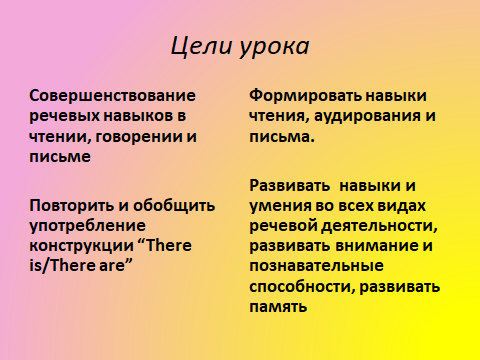 Цели урока
Совершенствование
речевых навыков в
чтении, говорении и
письме
Повторить и обобщить
употребление
конструкции “There
is/There are”
Формировать навыки
чтения, аудирования и
письма.
Развивать навыки и
умения во всех видах
речевой деятельности,
развивать внимание и
познавательные
способности, развивать
память